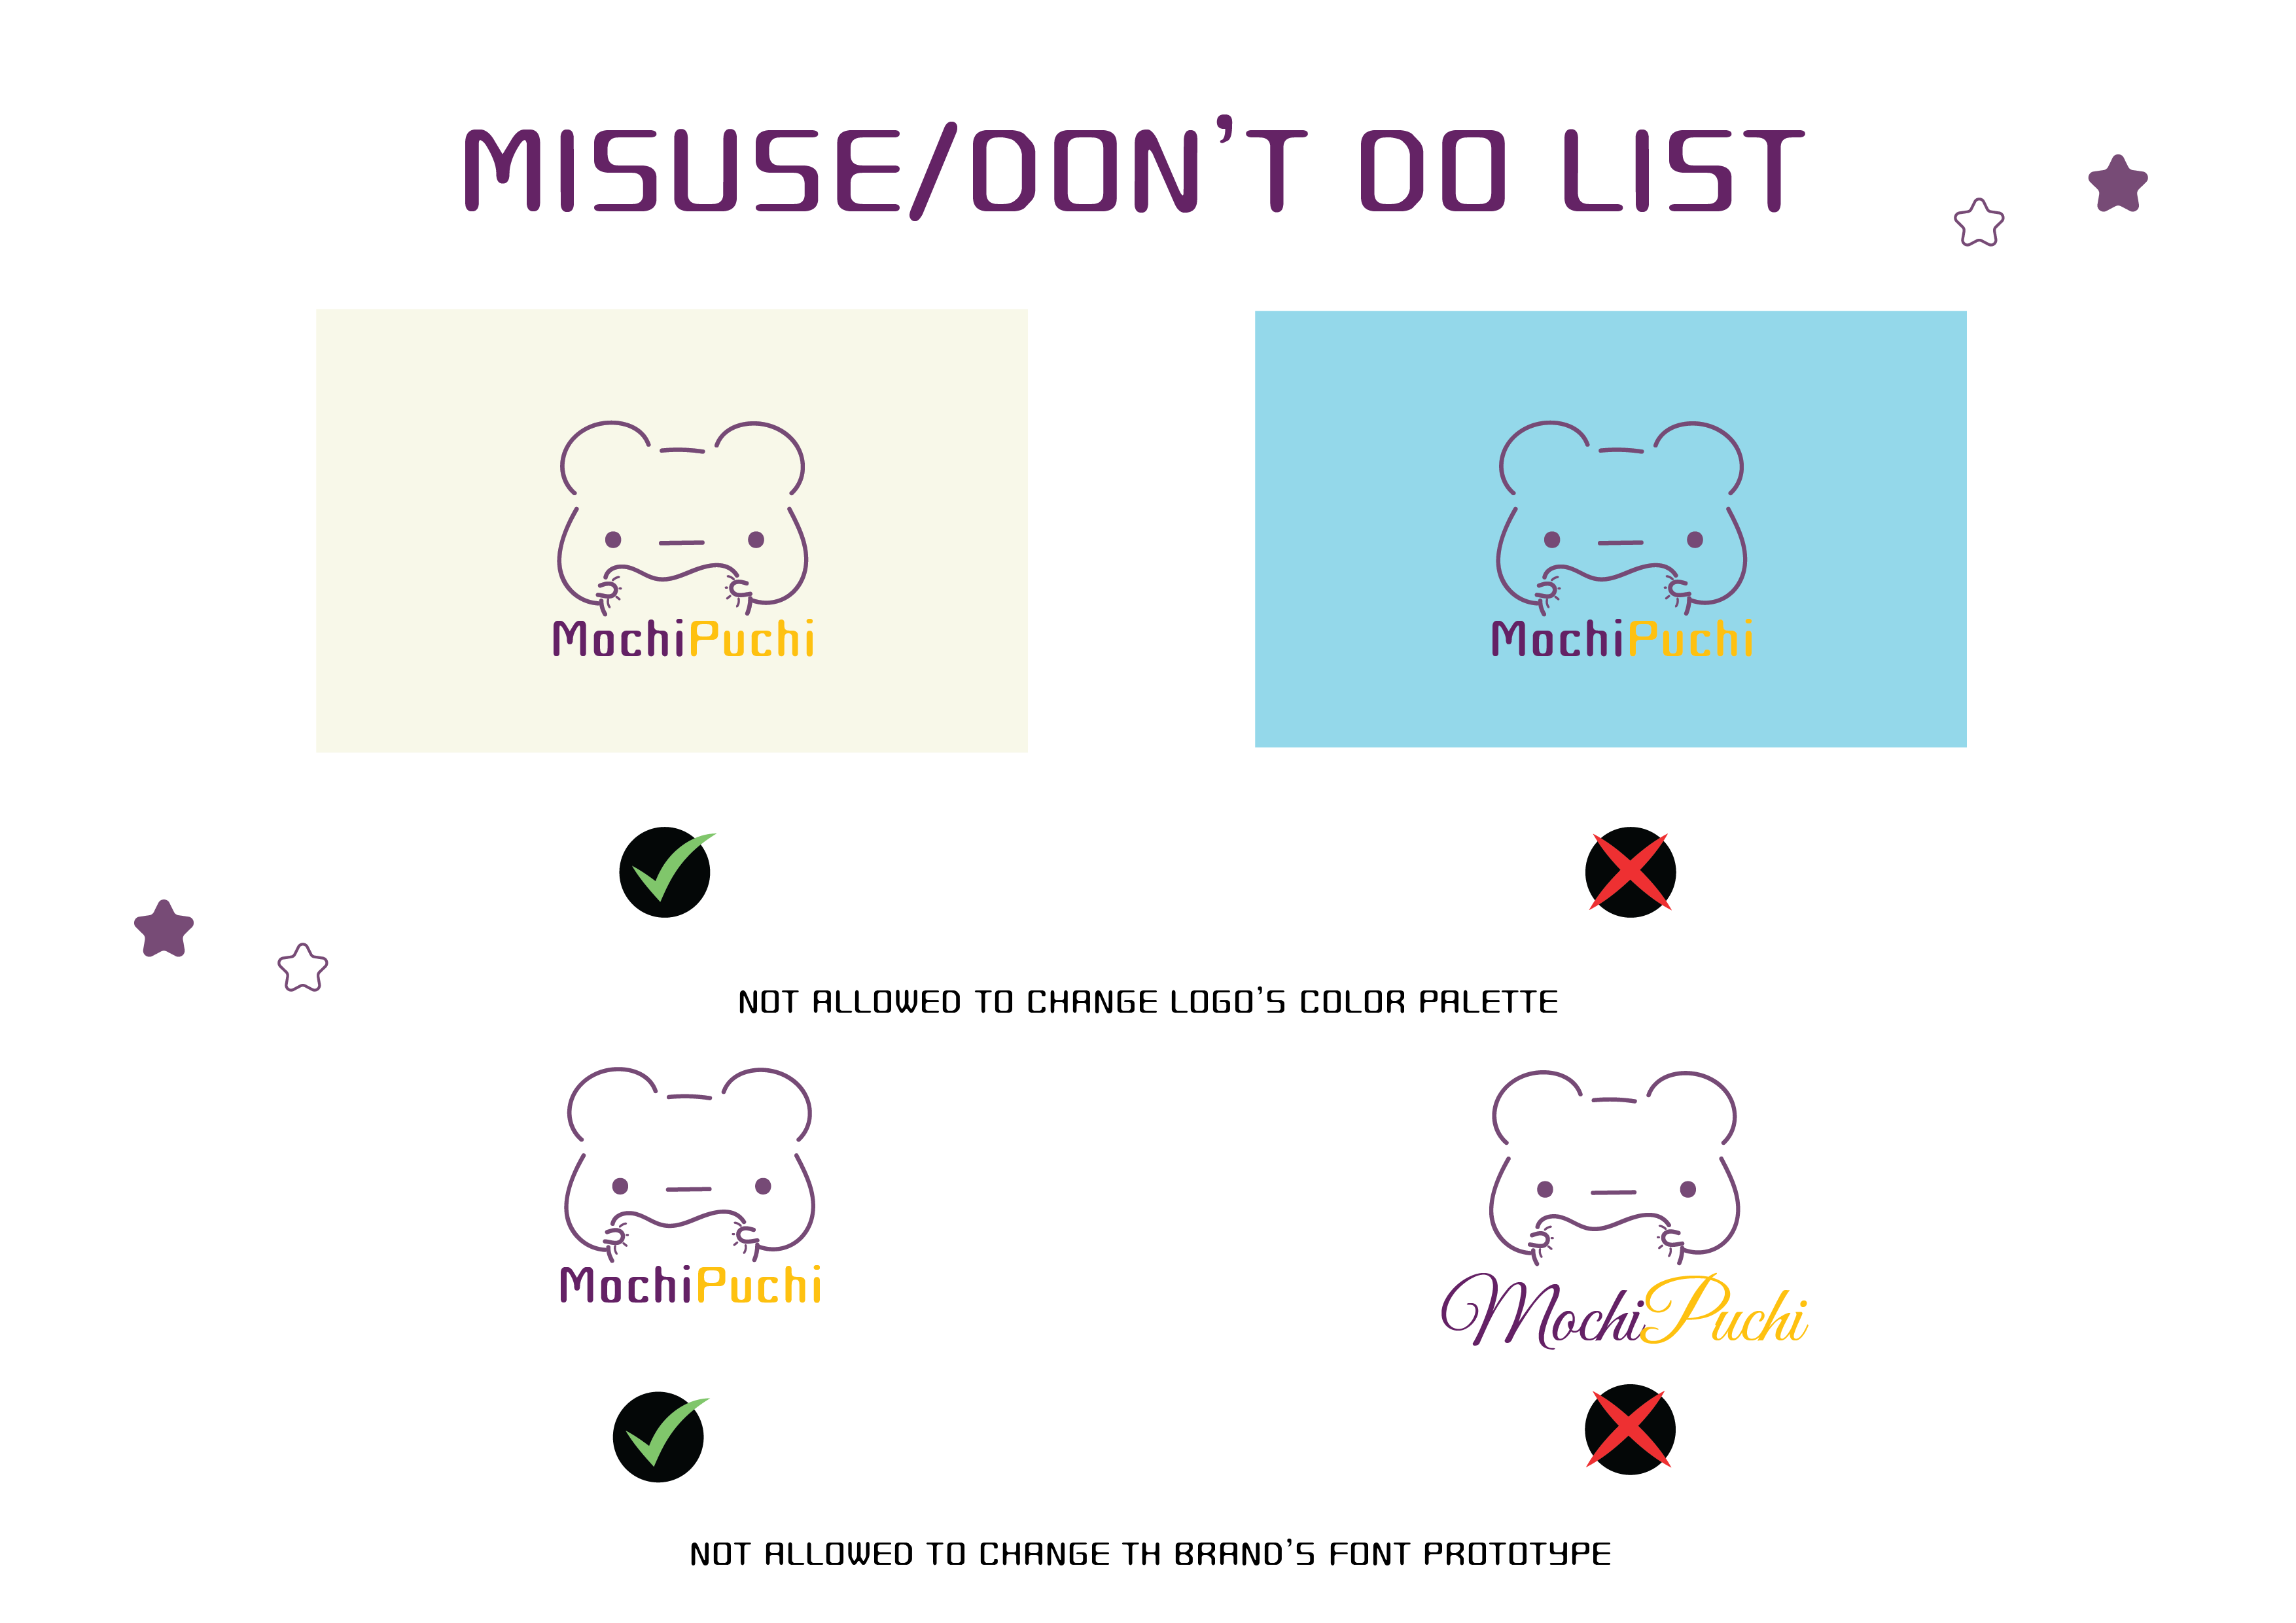 MISUSE/DON'T DO LIST
MochiPuchi
MochiPuchi
NOT ALLOWED TO CHANGE LOGO'S COLOR PALETTE
MochiPuchi
MochiPuchi
NOT ALLOWED TO CHANGE TH BRAND'S FONT PROTOTYPE